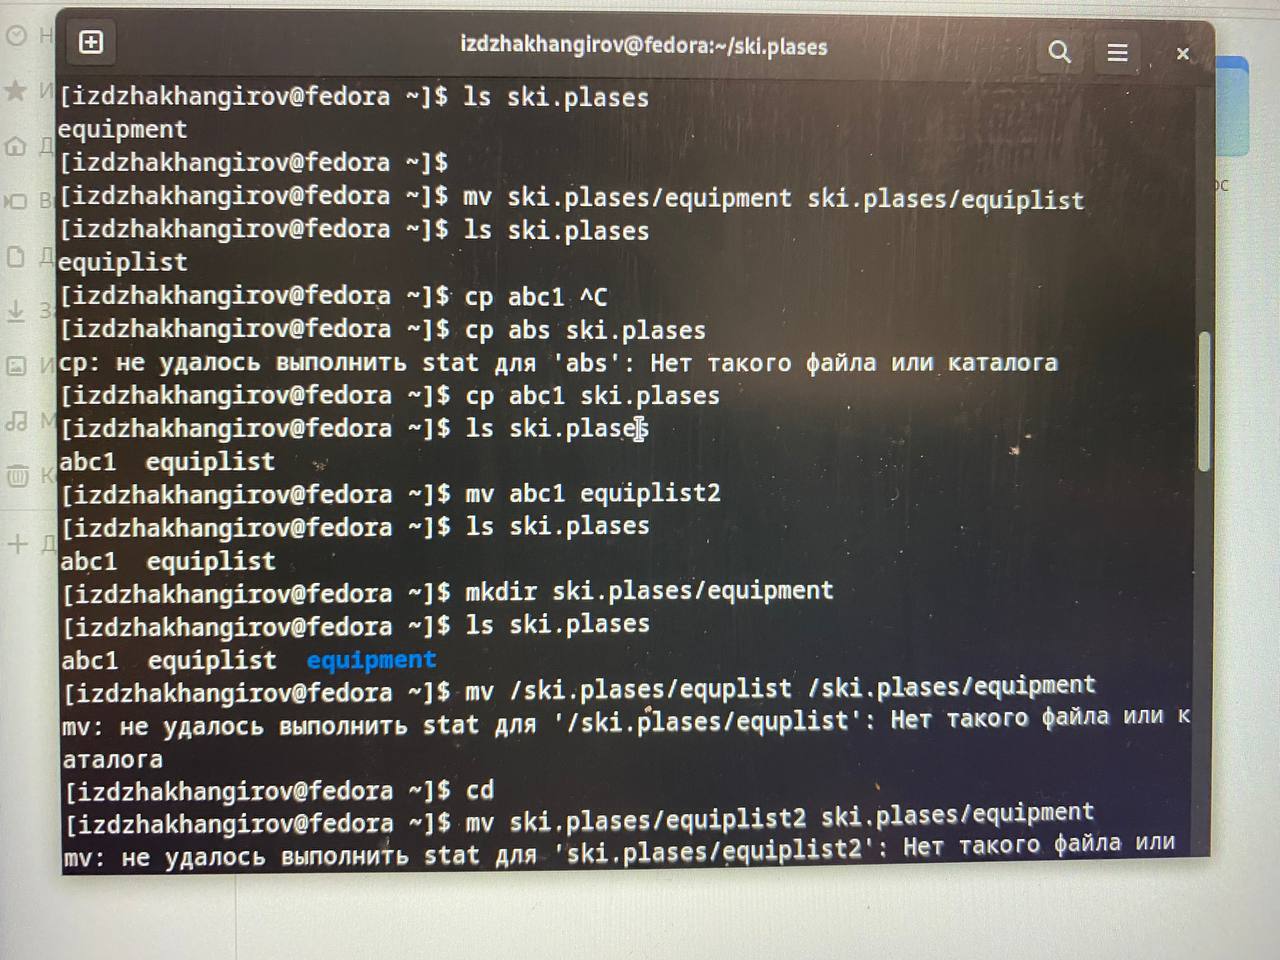 izdzhakhangirov@fedora:~/ski.plases
[izdzhakhangirov@fedora ~]$ ls ski.plases
equipment
[izdzhakhangirov@fedora ~]$
[izdzhakhangirov@fedora ~]$ mv ski.plases/equipment ski.plases/equiplist
[izdzhakhangirov@fedora ~]$ ls ski.plases
equiplist
[izdzhakhangirov@fedora ~]$ cp abc1 ^C
[izdzhakhangirov@fedora ~]$ cp abs ski.plases
cp: не удалось выполнить stat для 'abs': Нет такого файла или каталога
[izdzhakhangirov@fedora ~]$ cp abc1 ski.plases
[izdzhakhangirov@fedora ~]$ ls ski.plases
abc1  equiplist
[izdzhakhangirov@fedora ~]$ mv abc1 equiplist2
[izdzhakhangirov@fedora ~]$ ls ski.plases
abc1  equiplist
[izdzhakhangirov@fedora ~]$ mkdir ski.plases/equipment
[izdzhakhangirov@fedora ~]$ ls ski.plases
abc1  equiplist  equipment
[izdzhakhangirov@fedora ~]$ mv /ski.plases/equplist /ski.plases/equipment
mv: не удалось выполнить stat для '/ski.plases/equplist': Нет такого файла или к
аталога
[izdzhakhangirov@fedora ~]$ cd
[izdzhakhangirov@fedora ~]$ mv ski.plases/equiplist2 ski.plases/equipment
mv: не удалось выполнить stat для 'ski.plases/equiplist2': Нет такого файла или